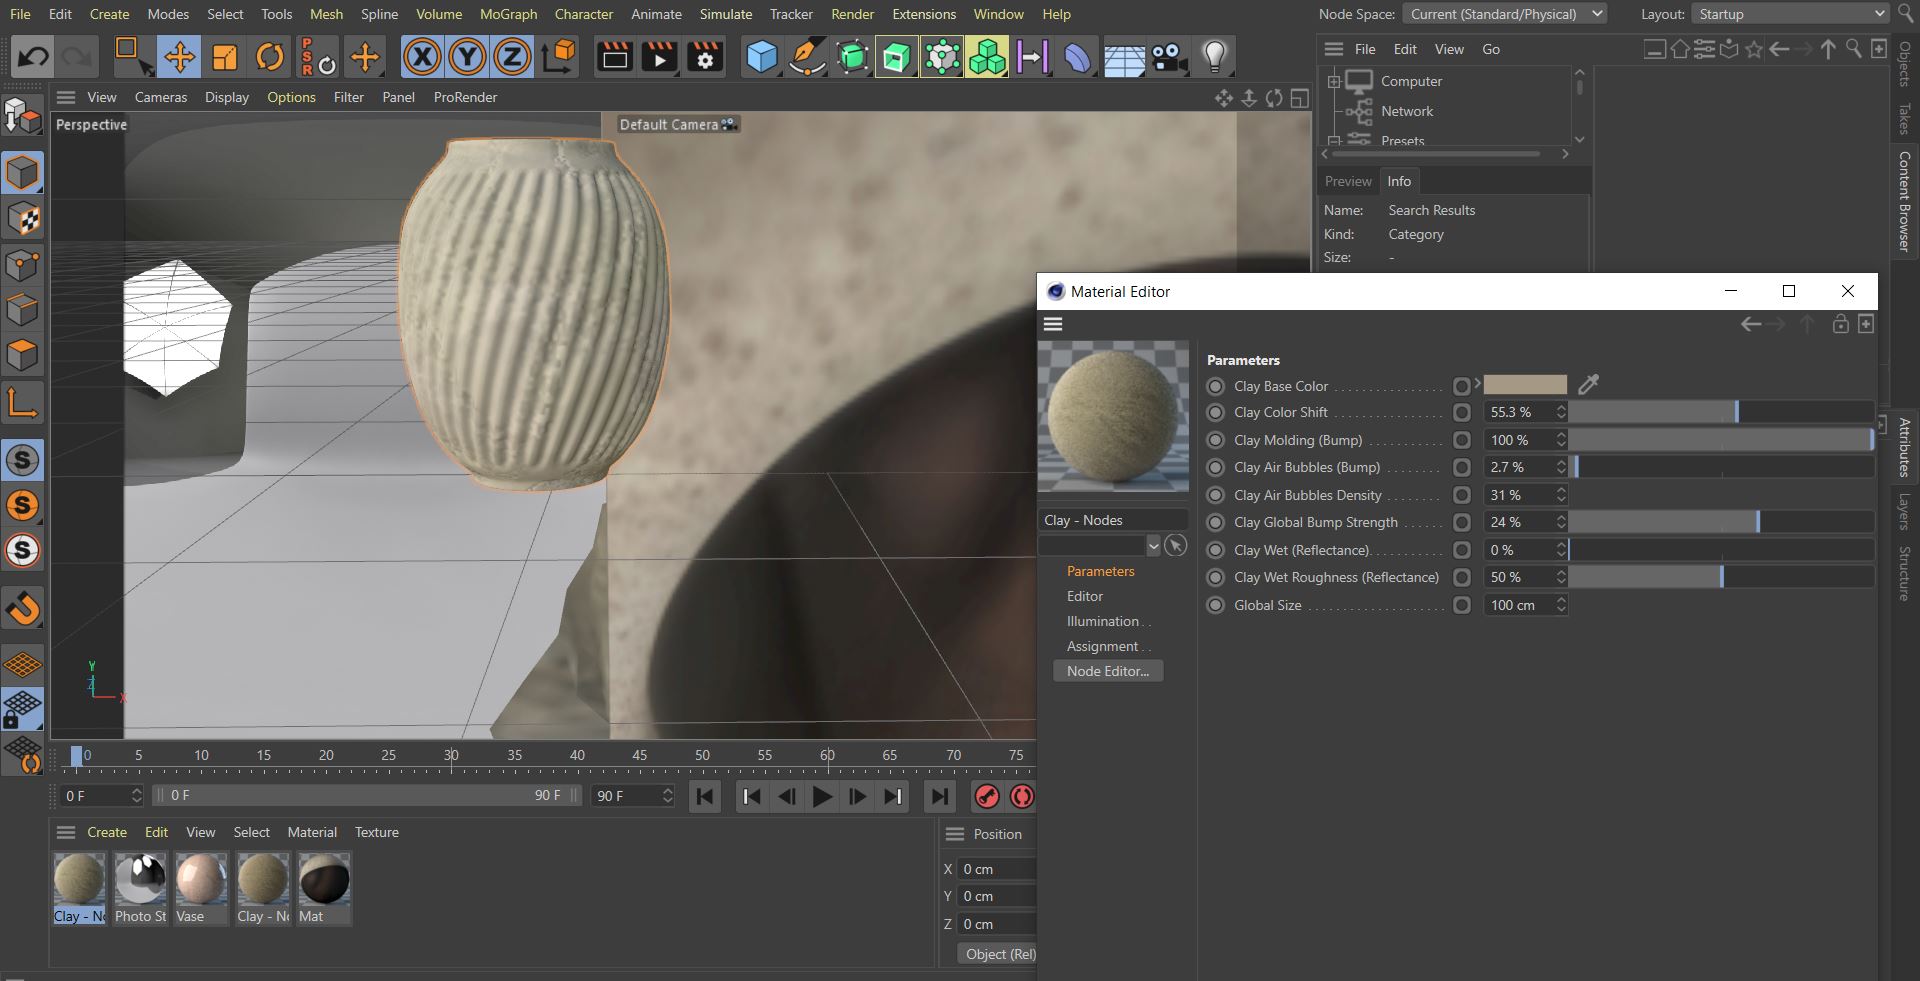 File Edit Create Modes Select Tools Mesh Spline Volume MoGraph Character Animate Simulate Tracker Render Extensions Window Help
Node Space: Current (Standard/Physical) Layout: Startup
P
S
R
X Y Z
File Edit View Go
View Cameras Display Options Filter Panel ProRender
Perspective
Default Camera
Computer
Network
Presets
Preview Info
Name: Search Results
Kind: Category
Size: -
Objects
Takes
Content Browser
Attributes
Layers
Structure
Material Editor
Parameters
Clay Base Color
Clay Color Shift 55.3 %
Clay Molding (Bump) 100 %
Clay Air Bubbles (Bump) 2.7 %
Clay Air Bubbles Density 31 %
Clay Global Bump Strength 24 %
Clay Wet (Reflectance) 0 %
Clay Wet Roughness (Reflectance) 50 %
Global Size 100 cm
Clay - Nodes
Parameters
Editor
Illumination
Assignment
Node Editor...
S
S
S
Y
Z
X
0 5 10 15 20 25 30 35 40 45 50 55 60 65 70 75
0 F 0 F 90 F 90 F
Create Edit View Select Material Texture
Clay - No Photo St Vase Clay - No Mat
Position
X 0 cm
Y 0 cm
Z 0 cm
Object (Rel)